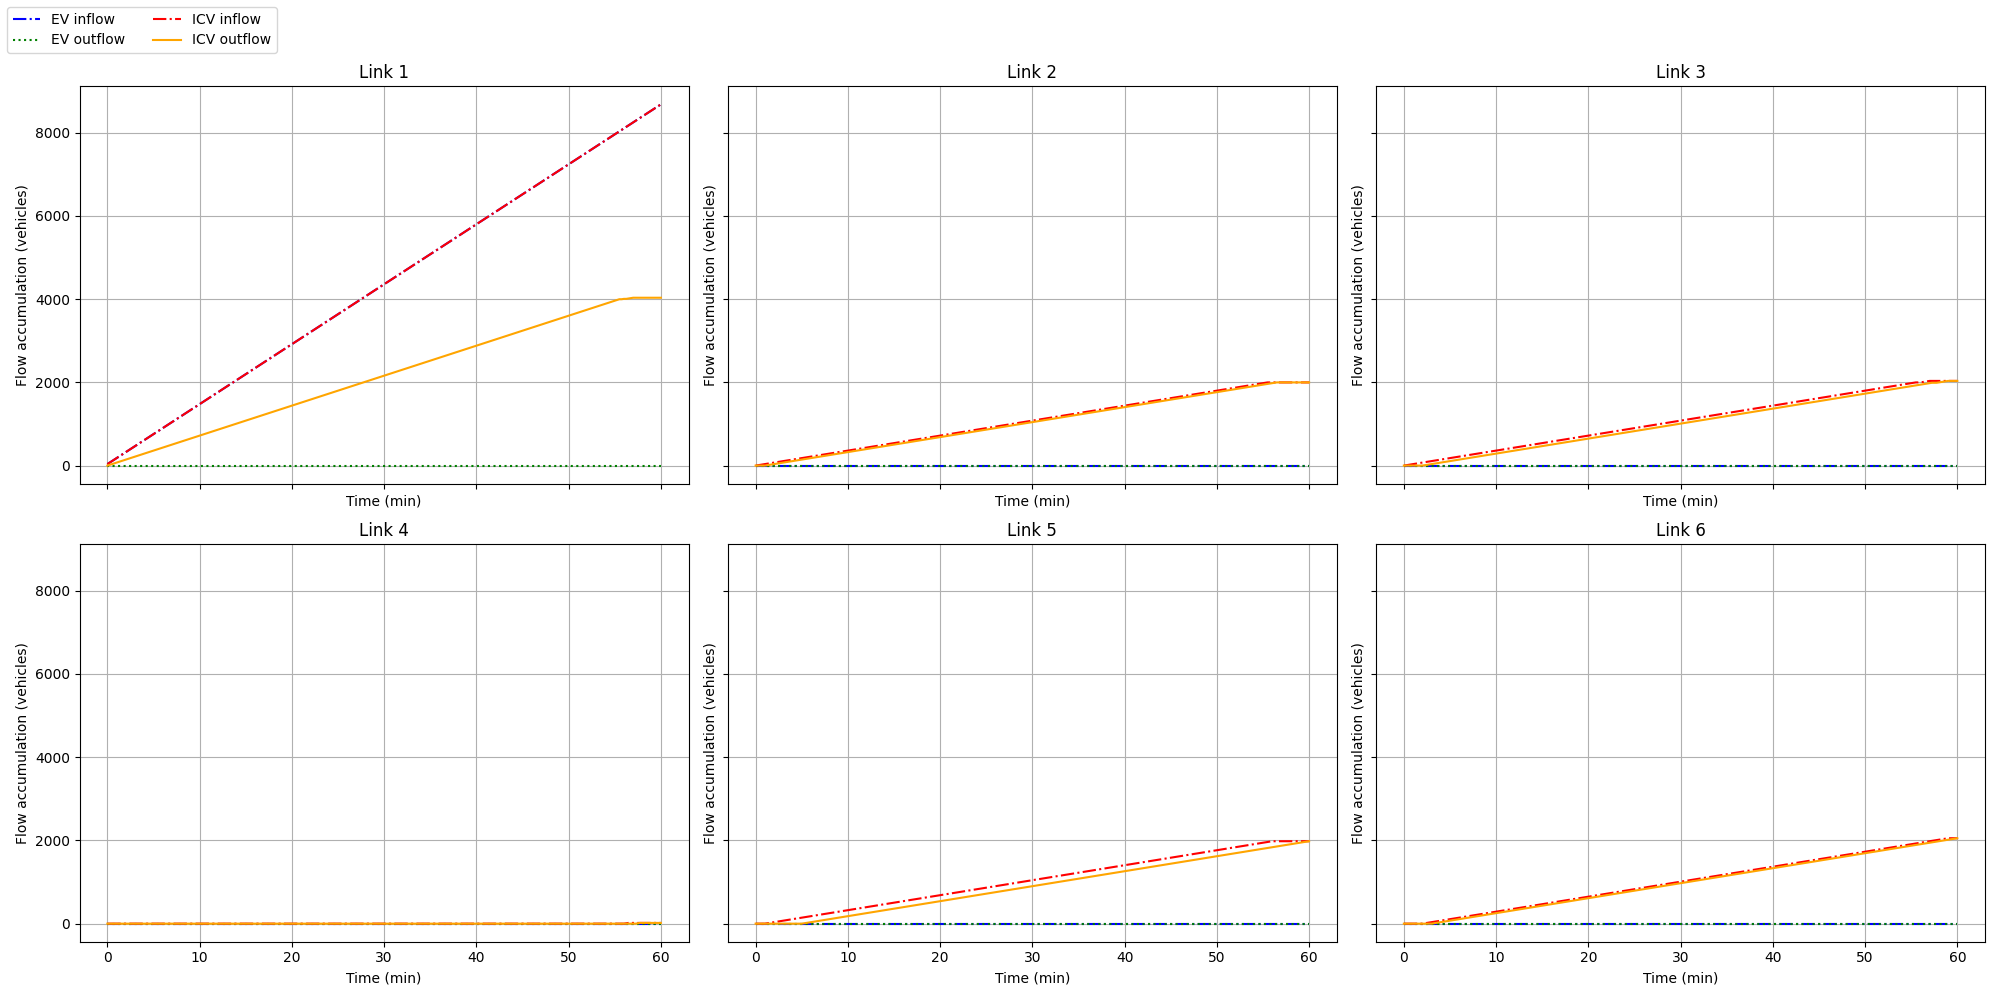 EV inflow ICV inflow
EV outflow ICV outflow
Link 1 Link 2 Link 3
8000
6000
4000
2000
0
Flow accumulation (vehicles) Flow accumulation (vehicles) Flow accumulation (vehicles)
Time (min) Time (min) Time (min)
Link 4 Link 5 Link 6
8000
6000
4000
2000
0
Flow accumulation (vehicles) Flow accumulation (vehicles) Flow accumulation (vehicles)
0 10 20 30 40 50 60 0 10 20 30 40 50 60 0 10 20 30 40 50 60
Time (min) Time (min) Time (min)